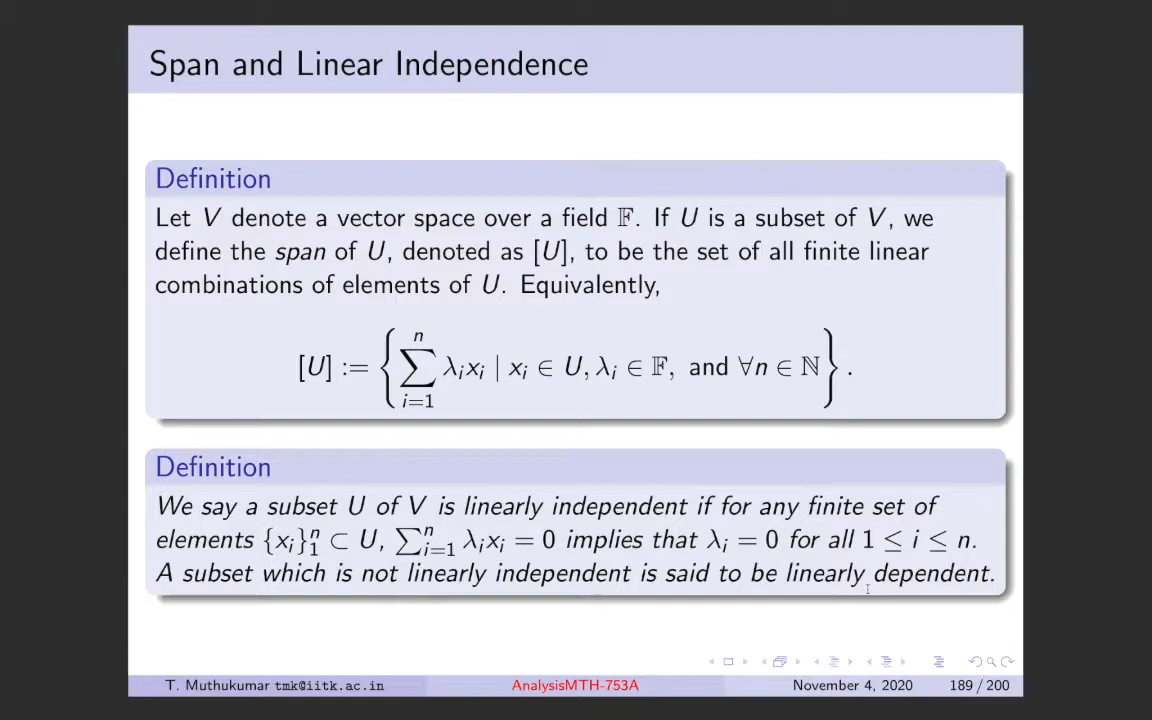 Span and Linear Independence
Definition
Let V denote a vector space over a field 𝔽. If U is a subset of V, we
define the span of U, denoted as [U], to be the set of all finite linear
combinations of elements of U. Equivalently,
[U] := { ∑_{i=1}^{n} λ_i x_i | x_i ∈ U, λ_i ∈ 𝔽, and ∀n ∈ ℕ } .
Definition
We say a subset U of V is linearly independent if for any finite set of
elements {x_i}_1^n ⊂ U, ∑_{i=1}^n λ_i x_i = 0 implies that λ_i = 0 for all 1 ≤ i ≤ n.
A subset which is not linearly independent is said to be linearly dependent.
T. Muthukumar tmk@iitk.ac.in AnalysisMTH-753A November 4, 2020 189 / 200